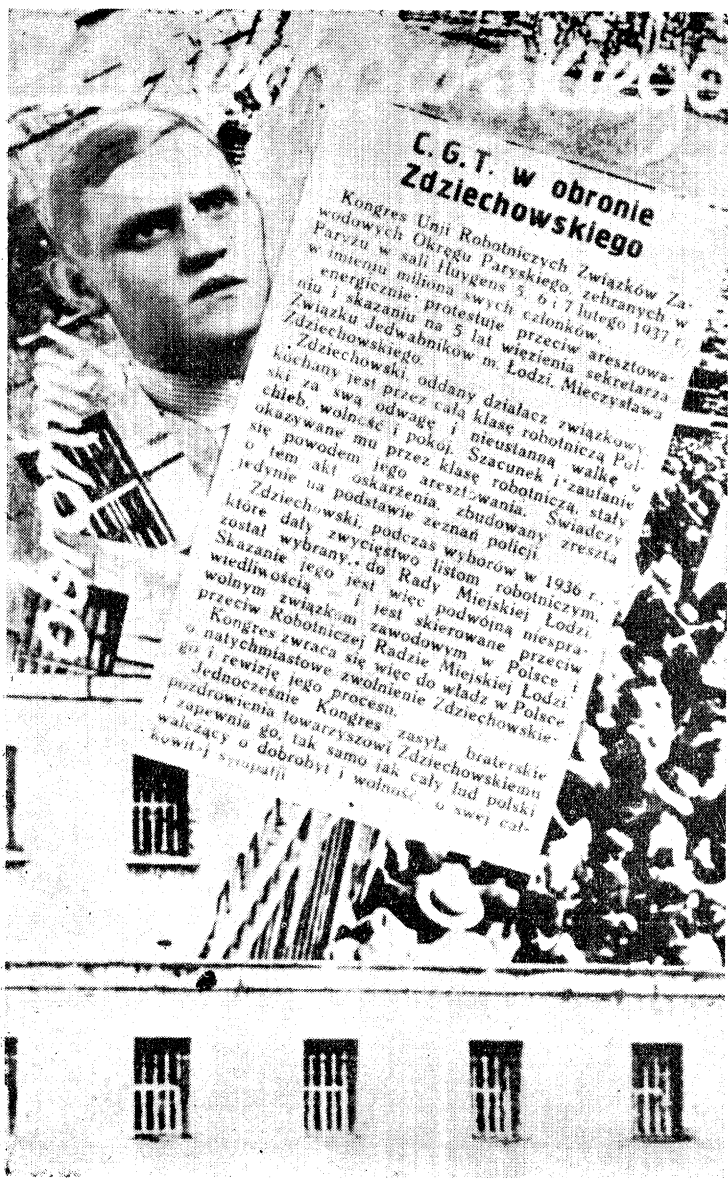 C.G.T. w obronie
Zdziechowskiego
Kongres Unji Robotniczych Związków Za-
wodowych Okręgu Paryskiego, zebranych w
Paryżu w sali Huygens 5, 6 i 7 lutego 1937 r.
w imieniu miliona swych członków,
energicznie protestuje przeciw aresztowa-
niu i skazaniu na 5 lat więzienia sekretarza
Związku Jedwabników m. Łodzi, Mieczysława
Zdziechowskiego.
Zdziechowski, oddany działacz związkowy,
kochany jest przez całą klasę robotniczą Pol-
ski za swą odwagę i nieustanną walkę o
chleb, wolność i pokój. Szacunek i zaufanie
okazywane mu przez klasę robotniczą, stały
się powodem jego aresztowania. Świadczy
o tem akt oskarżenia, zbudowany zresztą
jedynie na podstawie zeznań policji.
Zdziechowski, podczas wyborów w 1936 r.,
które dały zwycięstwo listom robotniczym,
został wybrany do Rady Miejskiej Łodzi.
Skazanie jego jest więc podwójną niespra-
wiedliwością — i jest skierowane przeciw
wolnym związkom zawodowym w Polsce i
przeciw Robotniczej Radzie Miejskiej Łodzi.
Kongres zwraca się więc do władz w Polsce
o natychmiastowe zwolnienie Zdziechowskie-
go i rewizję jego procesu.
Jednocześnie Kongres zasyła braterskie
pozdrowienia towarzyszowi Zdziechowskiemu
i zapewnia go, tak samo jak cały lud polski
walczący o dobrobyt i wolność, o swej cał-
kowitej sympatji